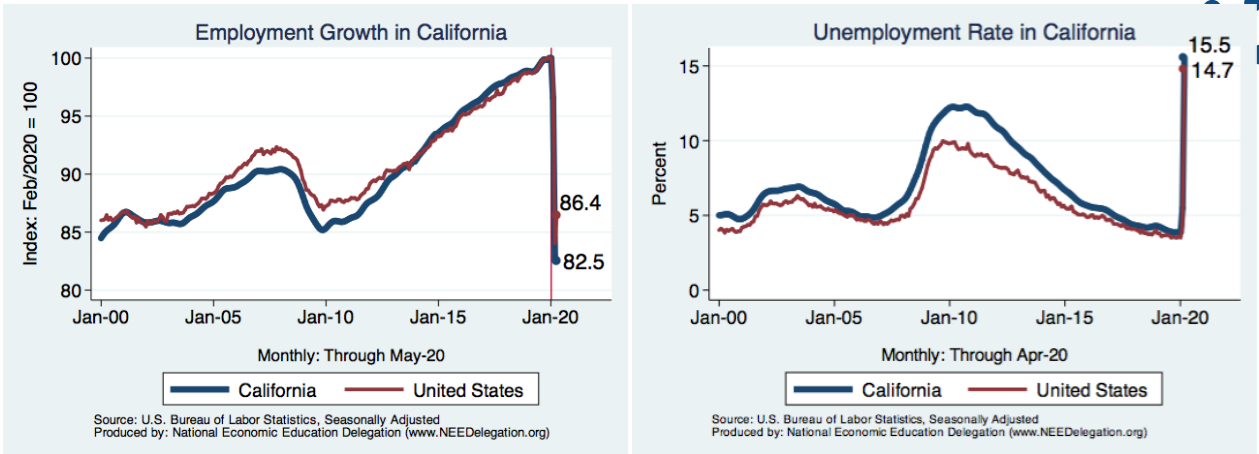 Employment Growth in California
Index: Feb/2020 = 100
100
95
90
85
80
86.4
82.5
Jan-00 Jan-05 Jan-10 Jan-15 Jan-20
Monthly: Through May-20
California United States
Source: U.S. Bureau of Labor Statistics, Seasonally Adjusted
Produced by: National Economic Education Delegation (www.NEEDelegation.org)
Unemployment Rate in California
Percent
15
10
5
0
15.5
14.7
Jan-00 Jan-05 Jan-10 Jan-15 Jan-20
Monthly: Through Apr-20
California United States
Source: U.S. Bureau of Labor Statistics, Seasonally Adjusted
Produced by: National Economic Education Delegation (www.NEEDelegation.org)